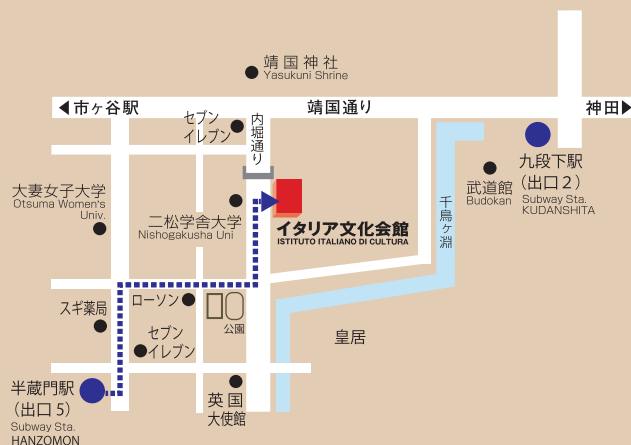 靖国神社
Yasukuni Shrine
市ヶ谷駅
セブン
イレブン
内堀通り
靖国通り
神田
九段下駅
(出口2)
Subway Sta.
KUDANSHITA
武道館
Budokan
千鳥ヶ淵
大妻女子大学
Otsuma Women's
Univ.
二松学舎大学
Nishogakusha Uni
イタリア文化会館
ISTITUTO ITALIANO DI CULTURA
スギ薬局
ローソン
公園
セブン
イレブン
皇居
半蔵門駅
(出口5)
Subway Sta.
HANZOMON
英国
大使館